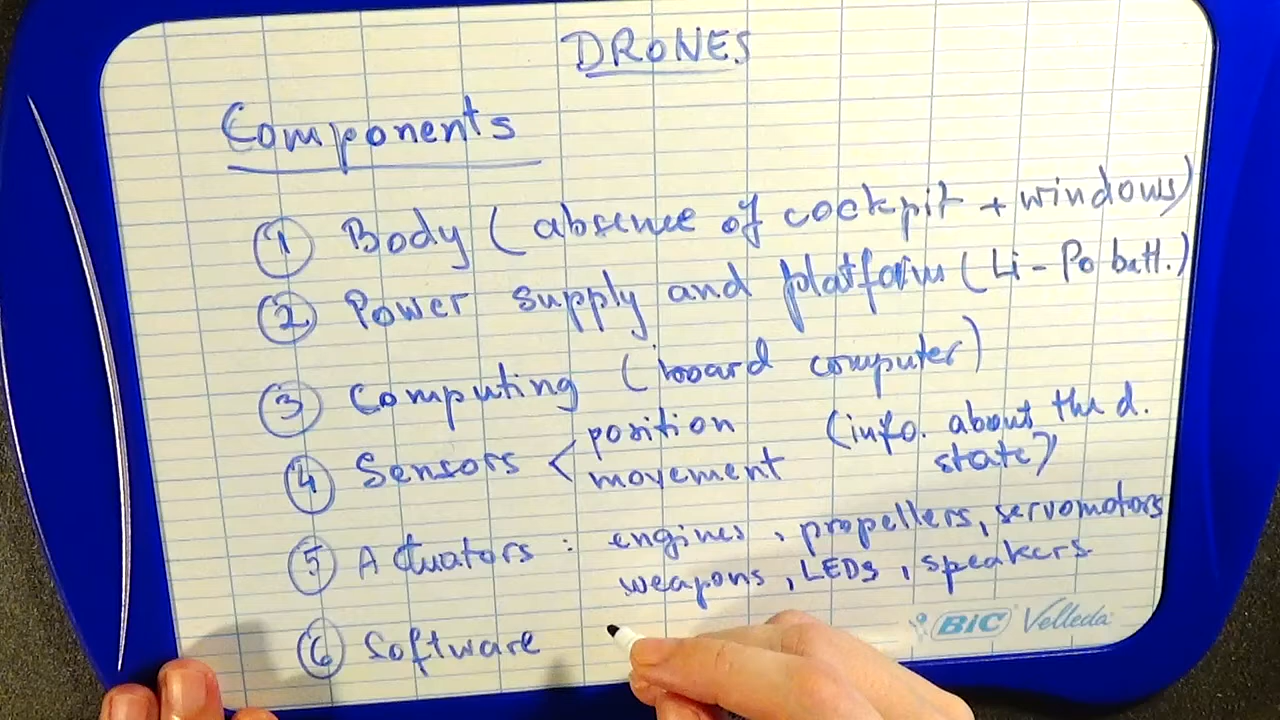 DRONES
Components
1 Body (absence of cockpit + windows)
2 Power supply and platform (Li-Po batt.)
3 Computing (board computer)
4 Sensors < position movement (info. about the d. state)
5 Actuators : engines, propellers, servomotors
weapons, LEDs, speakers
6 Software
BIC Velleda